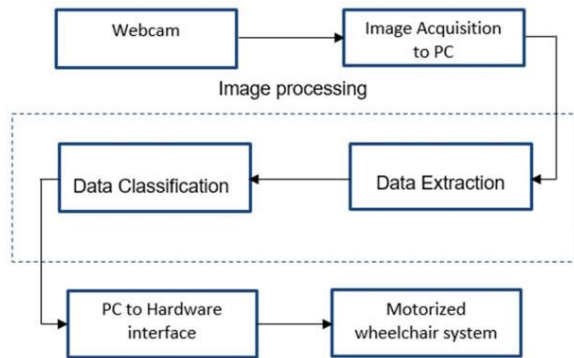 Webcam
Image Acquisition
to PC
Image processing
Data Classification
Data Extraction
PC to Hardware
interface
Motorized
wheelchair system